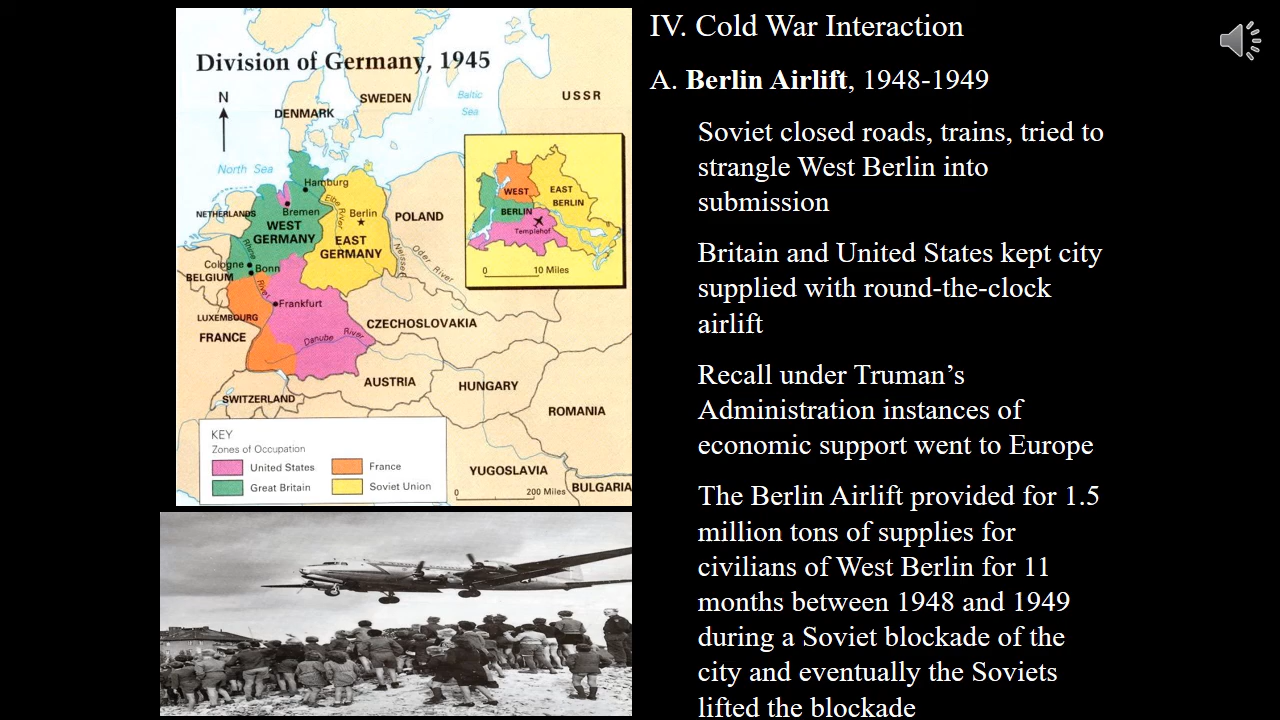 Division of Germany, 1945
N
SWEDEN
Baltic
Sea
USSR
DENMARK
North Sea
Hamburg
NETHERLANDS
Bremen
Elbe River
Berlin
POLAND
WEST
GERMANY
EAST
GERMANY
Rhine
River
Cologne
Bonn
BELGIUM
Neisse
Oder River
Frankfurt
LUXEMBOURG
FRANCE
CZECHOSLOVAKIA
Danube River
AUSTRIA
HUNGARY
SWITZERLAND
ROMANIA
YUGOSLAVIA
BULGARIA
0 200 Miles
WEST
BERLIN
EAST
BERLIN
Templehof
0 10 Miles
KEY
Zones of Occupation
United States
France
Great Britain
Soviet Union
IV. Cold War Interaction
A. Berlin Airlift, 1948-1949
Soviet closed roads, trains, tried to
strangle West Berlin into
submission
Britain and United States kept city
supplied with round-the-clock
airlift
Recall under Truman’s
Administration instances of
economic support went to Europe
The Berlin Airlift provided for 1.5
million tons of supplies for
civilians of West Berlin for 11
months between 1948 and 1949
during a Soviet blockade of the
city and eventually the Soviets
lifted the blockade